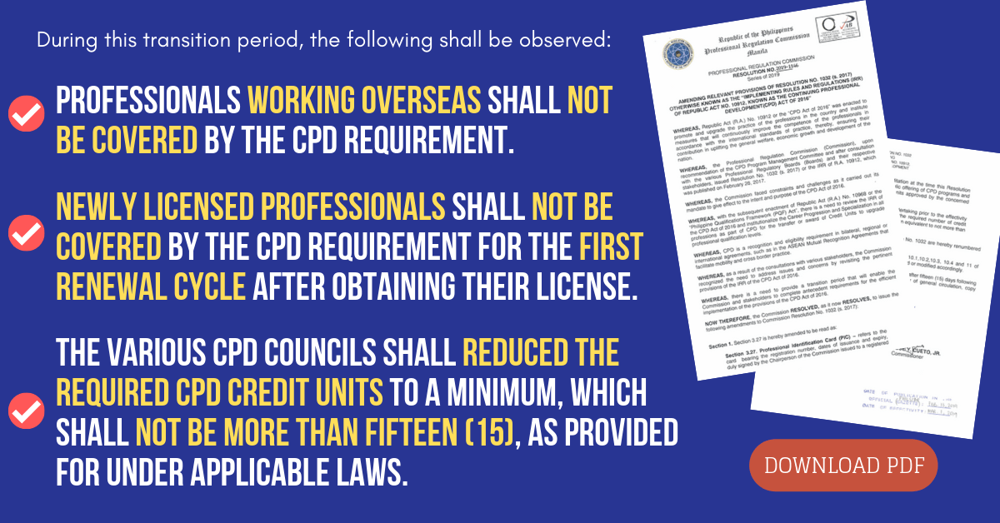 During this transition period, the following shall be observed:
PROFESSIONALS WORKING OVERSEAS SHALL NOT
BE COVERED BY THE CPD REQUIREMENT.
NEWLY LICENSED PROFESSIONALS SHALL NOT BE
COVERED BY THE CPD REQUIREMENT FOR THE FIRST
RENEWAL CYCLE AFTER OBTAINING THEIR LICENSE.
THE VARIOUS CPD COUNCILS SHALL REDUCED THE
REQUIRED CPD CREDIT UNITS TO A MINIMUM, WHICH
SHALL NOT BE MORE THAN FIFTEEN (15), AS PROVIDED
FOR UNDER APPLICABLE LAWS.
Republic of the Philippines
Professional Regulation Commission
Manila
PROFESSIONAL REGULATION COMMISSION
RESOLUTION NO. 2019-1146
Series of 2019
AMENDING RELEVANT PROVISIONS OF RESOLUTION NO. 1032 (s. 2017)
OTHERWISE KNOWN AS THE "IMPLEMENTING RULES AND REGULATIONS (IRR)
OF REPUBLIC ACT NO. 10912, KNOWN AS THE CONTINUING PROFESSIONAL
DEVELOPMENT(CPD) ACT OF 2016"
WHEREAS, Republic Act (R.A.) No. 10912 or the "CPD Act of 2016" was enacted to
promote and upgrade the practice of the professions in the country and institute
measures that will continuously improve the competence of the professionals in
accordance with the international standards of practice, thereby, ensuring their
contribution in uplifting the general welfare, economic growth and development of the
nation.
WHEREAS, the Professional Regulation Commission (Commission), upon
recommendation of the CPD Program Management Committee and after consultation
with the various Professional Regulatory Boards (Boards) and their respective
stakeholders, issued Resolution No. 1032 (s. 2017) or the IRR of R.A. 10912, which
was published on February 28, 2017.
WHEREAS, the Commission faced constraints and challenges as it carried out its
mandate to give effect to the intent and purpose of the CPD Act of 2016.
WHEREAS, with the subsequent enactment of Republic Act (R.A.) No. 10968 or the
"Philippine Qualifications Framework (PQF) Act", there is a need to review the IRR of
the CPD Act of 2016 and institutionalize the Career Progression and Specialization in all
professions as part of CPD for the transfer or award of Credit Units to upgrade
professional qualification levels.
WHEREAS, CPD is a recognition and eligibility requirement in bilateral, regional or
international agreements, such as in the ASEAN Mutual Recognition Agreements that
facilitate mobility and cross border practice.
WHEREAS, as a result of the consultations with various stakeholders, the Commission
recognized the need to address issues and concerns by revisiting the pertinent
provisions of the IRR of the CPD Act of 2016.
WHEREAS, there is a need to provide a transition period that will enable the
Commission and stakeholders to complete antecedent requirements for the efficient
implementation of the provisions of the CPD Act of 2016.
NOW THEREFORE, the Commission RESOLVED, as it now RESOLVES, to issue the
following amendments to Commission Resolution No. 1032 (s. 2017):
Section 1. Section 3.27 is hereby amended to read as:
Section 3.27. Professional Identification Card (PIC) – refers to the
card bearing the registration number, dates of issuance and expiry,
duly signed by the Chairperson of the Commission issued to a registered
NO. 1032
NO. 10912
tation at the time this Resolution
tic offering of CPD programs and
nits approved by the concerned
ertaking prior to the effectivity
he required number of credit
equivalent to not more than
No. 1032 are hereby renumbered
10.1,10.2,10.3, 10.4 and 11 of
d or modified accordingly.
after fifteen (15) days following
of general circulation, copy
CUETO, JR.
Commissioner
DATE OF PUBLICATION IN THE
OFFICIAL GAZETTE:
DATE OF EFFECTIVITY:
DOWNLOAD PDF